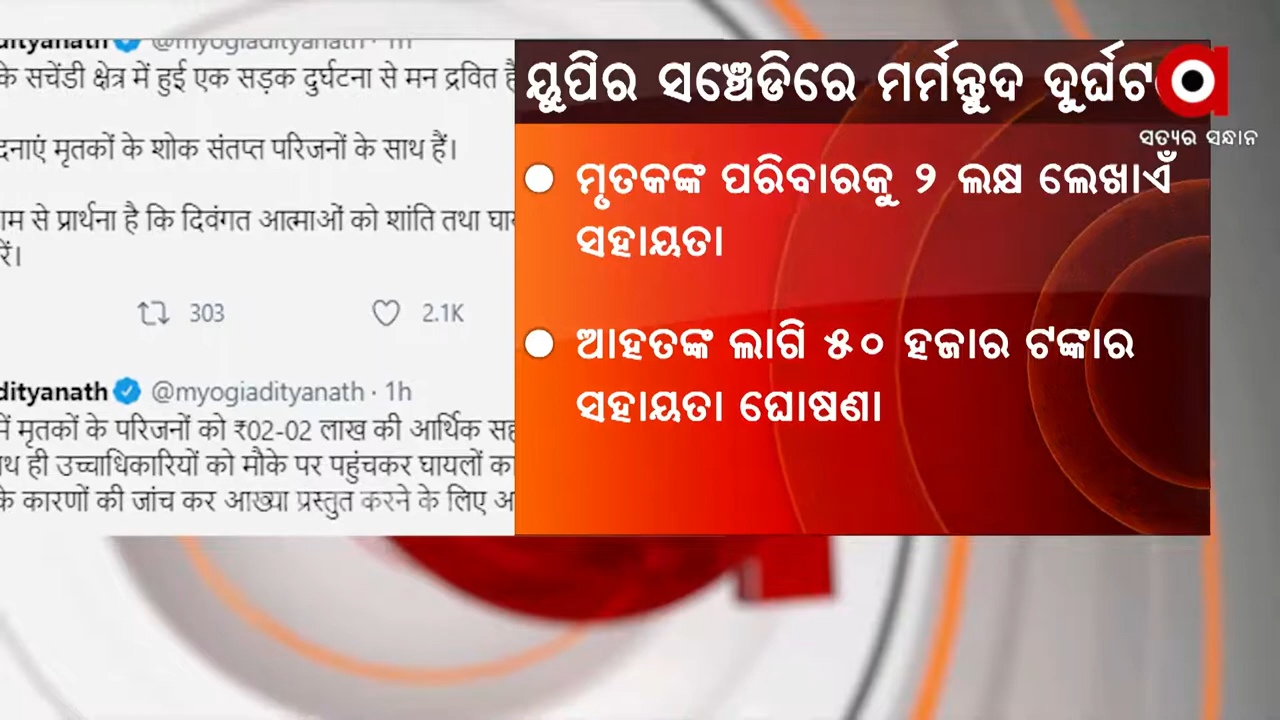 dityanath @myogiadityanath · 1h
के सचेंडी क्षेत्र में हुई एक सड़क दुर्घटना से मन द्रवित है
दनाएं मृतकों के शोक संतप्त परिजनों के साथ हैं।
ाम से प्रार्थना है कि दिवंगत आत्माओं को शांति तथा घा
रें।
303 2.1K
dityanath @myogiadityanath · 1h
में मृतकों के परिजनों को ₹02-02 लाख की आर्थिक सह
थ ही उच्चाधिकारियों को मौके पर पहुंचकर घायलों का
के कारणों की जांच कर आख्या प्रस्तुत करने के लिए
ୟୁପିର ସଞ୍ଚେଡିରେ ମର୍ମନ୍ତୁଦ ଦୁର୍ଘଟ
ସତ୍ୟର ସନ୍ଧାନ
ମୃତକଙ୍କ ପରିବାରକୁ ୨ ଲକ୍ଷ ଲେଖାଏଁ
ସହାୟତା
ଆହତଙ୍କ ଲାଗି ୫୦ ହଜାର ଟଙ୍କାର
ସହାୟତା ଘୋଷଣା